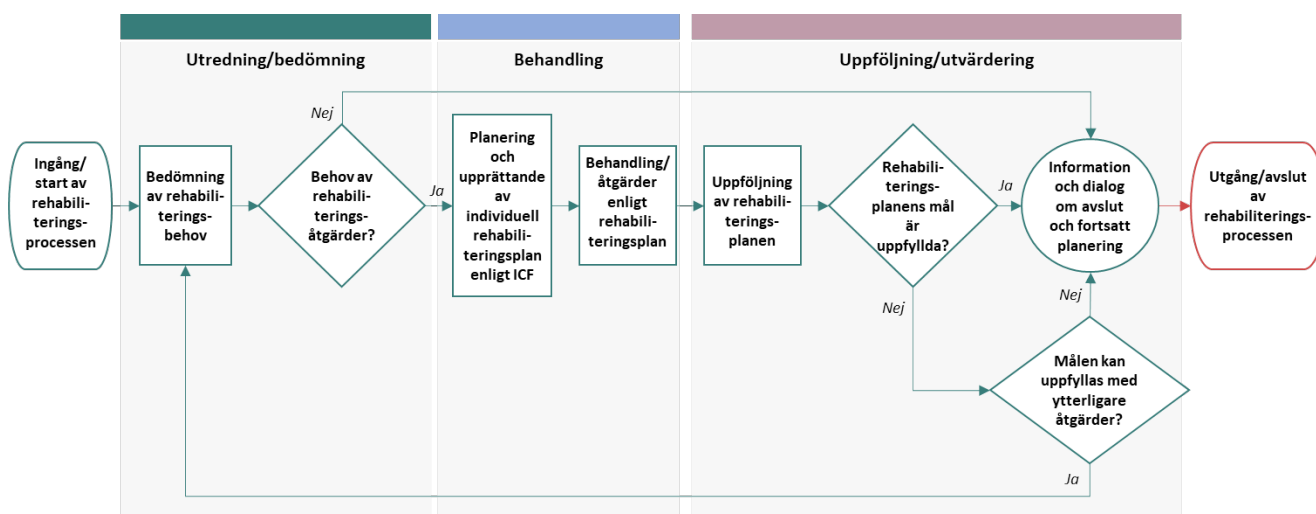 Utredning/bedömning
Behandling
Uppföljning/utvärdering
Ingång/
start av
rehabili-
terings-
processen
Bedömning
av rehabili-
terings-
behov
Nej
Behov av
rehabili-
terings-
åtgärder?
Ja
Planering
och
upprättande
av
individuell
rehabili-
teringsplan
enligt ICF
Behandling/
åtgärder
enligt
rehabili-
teringsplan
Uppföljning
av rehabili-
terings-
planen
Rehabili-
terings-
planens mål
är
uppfyllda?
Ja
Nej
Information
och dialog
om avslut
och fortsatt
planering
Utgång/avslut
av
rehabiliterings-
processen
Nej
Målen kan
uppfyllas med
ytterligare
åtgärder?
Ja